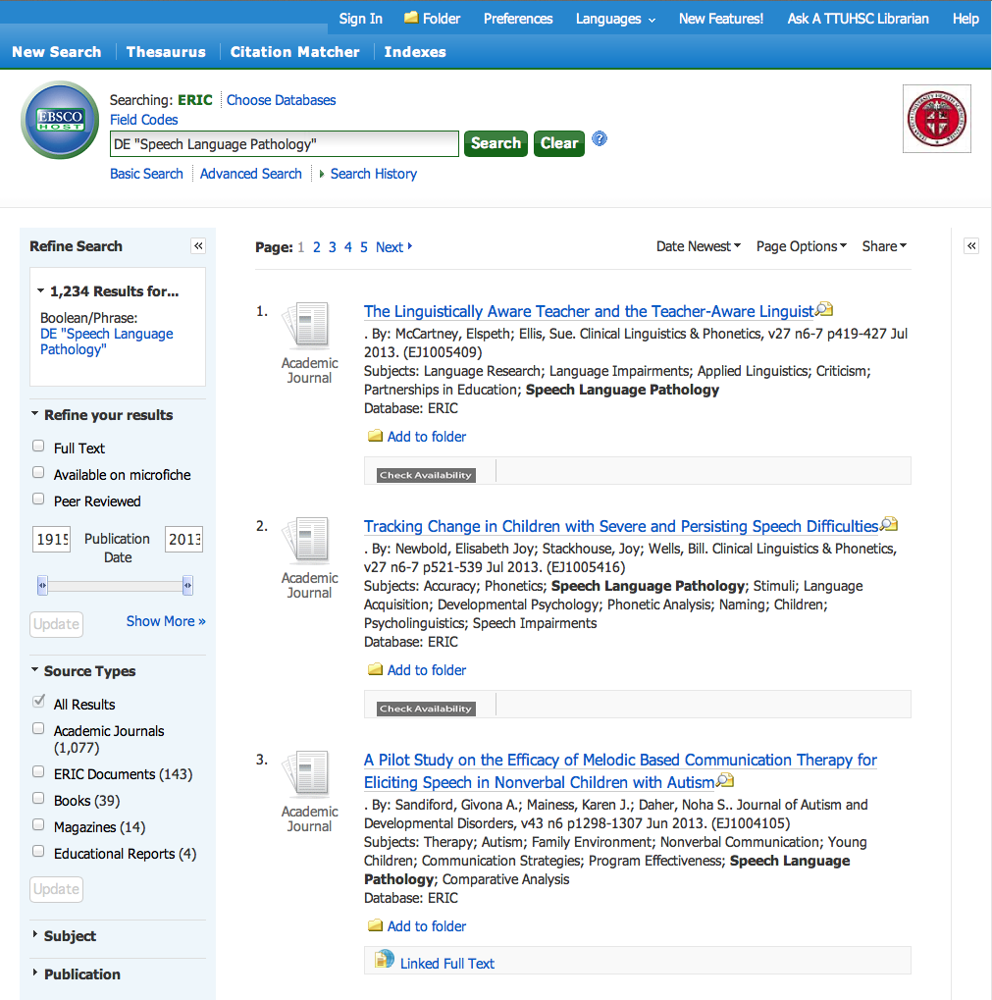 Sign In Folder Preferences Languages New Features! Ask A TTUHSC Librarian Help
New Search Thesaurus Citation Matcher Indexes
EBSCO
HOST
Searching: ERIC Choose Databases
Field Codes
DE "Speech Language Pathology"
Search Clear ?
Basic Search Advanced Search Search History
Refine Search «
1,234 Results for...
Boolean/Phrase:
DE "Speech Language
Pathology"
Refine your results
Full Text
Available on microfiche
Peer Reviewed
1915 Publication 2013
Date
Update Show More »
Source Types
All Results
Academic Journals
(1,077)
ERIC Documents (143)
Books (39)
Magazines (14)
Educational Reports (4)
Update
Subject
Publication
Page: 1 2 3 4 5 Next
Date Newest Page Options Share
«
1.
Academic
Journal
The Linguistically Aware Teacher and the Teacher-Aware Linguist
. By: McCartney, Elspeth; Ellis, Sue. Clinical Linguistics & Phonetics, v27 n6-7 p419-427 Jul
2013. (EJ1005409)
Subjects: Language Research; Language Impairments; Applied Linguistics; Criticism;
Partnerships in Education; Speech Language Pathology
Database: ERIC
Add to folder
Check Availability
2.
Academic
Journal
Tracking Change in Children with Severe and Persisting Speech Difficulties
. By: Newbold, Elisabeth Joy; Stackhouse, Joy; Wells, Bill. Clinical Linguistics & Phonetics,
v27 n6-7 p521-539 Jul 2013. (EJ1005416)
Subjects: Accuracy; Phonetics; Speech Language Pathology; Stimuli; Language
Acquisition; Developmental Psychology; Phonetic Analysis; Naming; Children;
Psycholinguistics; Speech Impairments
Database: ERIC
Add to folder
Check Availability
3.
Academic
Journal
A Pilot Study on the Efficacy of Melodic Based Communication Therapy for
Eliciting Speech in Nonverbal Children with Autism
. By: Sandiford, Givona A.; Mainess, Karen J.; Daher, Noha S.. Journal of Autism and
Developmental Disorders, v43 n6 p1298-1307 Jun 2013. (EJ1004105)
Subjects: Therapy; Autism; Family Environment; Nonverbal Communication; Young
Children; Communication Strategies; Program Effectiveness; Speech Language
Pathology; Comparative Analysis
Database: ERIC
Add to folder
Linked Full Text